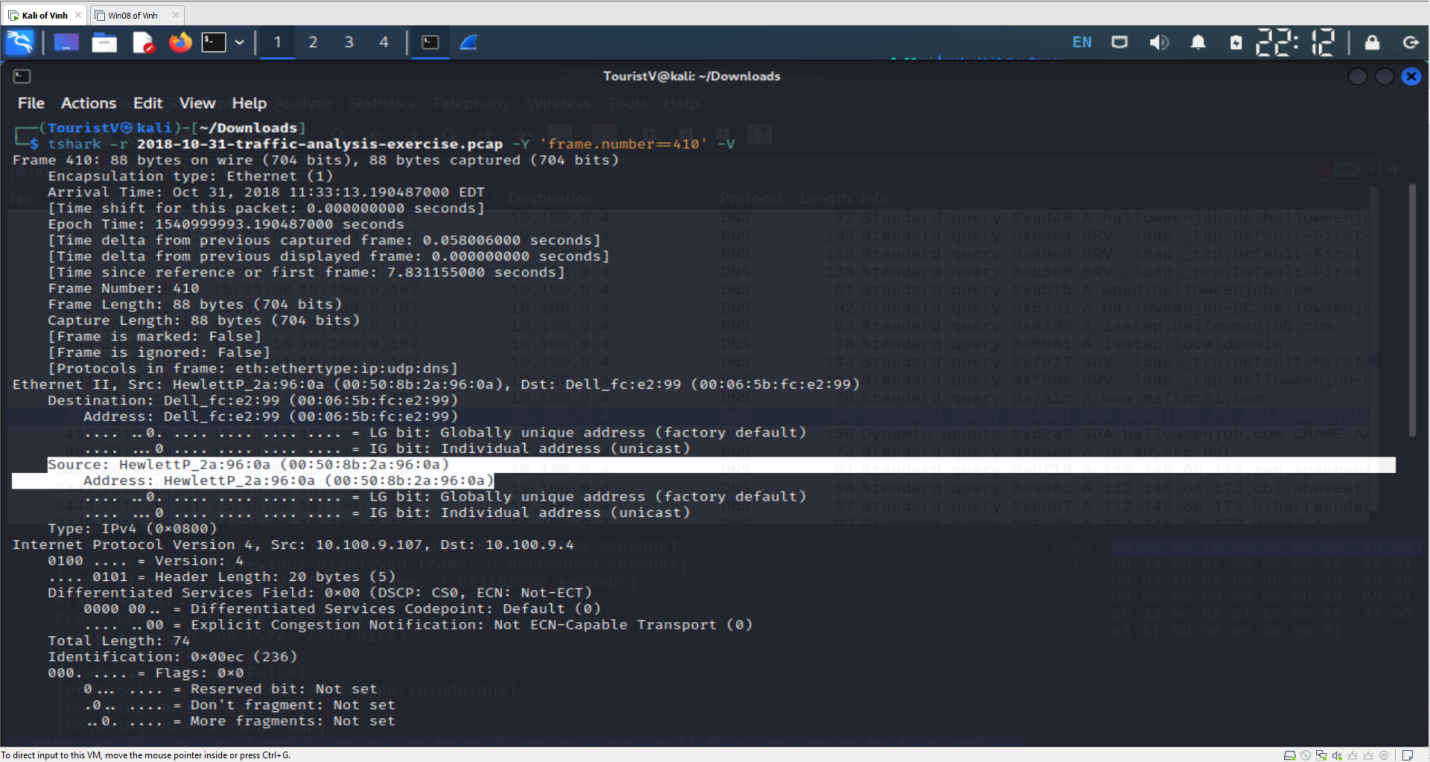 Kali of Vinh
Win08 of Vinh
1 2 3 4
EN
22:12
TouristV@kali: ~/Downloads
File Actions Edit View Help
Analyze Statistics Telephony Wireless Tools Help
┌──(TouristV㉿kali)-[~/Downloads]
└─$ tshark -r 2018-10-31-traffic-analysis-exercise.pcap -Y 'frame.number==410' -V
Frame 410: 88 bytes on wire (704 bits), 88 bytes captured (704 bits)
Encapsulation type: Ethernet (1)
Arrival Time: Oct 31, 2018 11:33:13.190487000 EDT
[Time shift for this packet: 0.000000000 seconds]
Epoch Time: 1540999993.190487000 seconds
[Time delta from previous captured frame: 0.058006000 seconds]
[Time delta from previous displayed frame: 0.000000000 seconds]
[Time since reference or first frame: 7.831155000 seconds]
Frame Number: 410
Frame Length: 88 bytes (704 bits)
Capture Length: 88 bytes (704 bits)
[Frame is marked: False]
[Frame is ignored: False]
[Protocols in frame: eth:ethertype:ip:udp:dns]
Ethernet II, Src: HewlettP_2a:96:0a (00:50:8b:2a:96:0a), Dst: Dell_fc:e2:99 (00:06:5b:fc:e2:99)
Destination: Dell_fc:e2:99 (00:06:5b:fc:e2:99)
Address: Dell_fc:e2:99 (00:06:5b:fc:e2:99)
.... ..0. .... .... .... .... = LG bit: Globally unique address (factory default)
.... ...0 .... .... .... .... = IG bit: Individual address (unicast)
Source: HewlettP_2a:96:0a (00:50:8b:2a:96:0a)
Address: HewlettP_2a:96:0a (00:50:8b:2a:96:0a)
.... ..0. .... .... .... .... = LG bit: Globally unique address (factory default)
.... ...0 .... .... .... .... = IG bit: Individual address (unicast)
Type: IPv4 (0x0800)
Internet Protocol Version 4, Src: 10.100.9.107, Dst: 10.100.9.4
0100 .... = Version: 4
.... 0101 = Header Length: 20 bytes (5)
Differentiated Services Field: 0x00 (DSCP: CS0, ECN: Not-ECT)
0000 00.. = Differentiated Services Codepoint: Default (0)
.... ..00 = Explicit Congestion Notification: Not ECN-Capable Transport (0)
Total Length: 74
Identification: 0x00ec (236)
000. .... = Flags: 0x0
0... .... = Reserved bit: Not set
.0.. .... = Don't fragment: Not set
..0. .... = More fragments: Not set
To direct input to this VM, move the mouse pointer inside or press Ctrl+G.